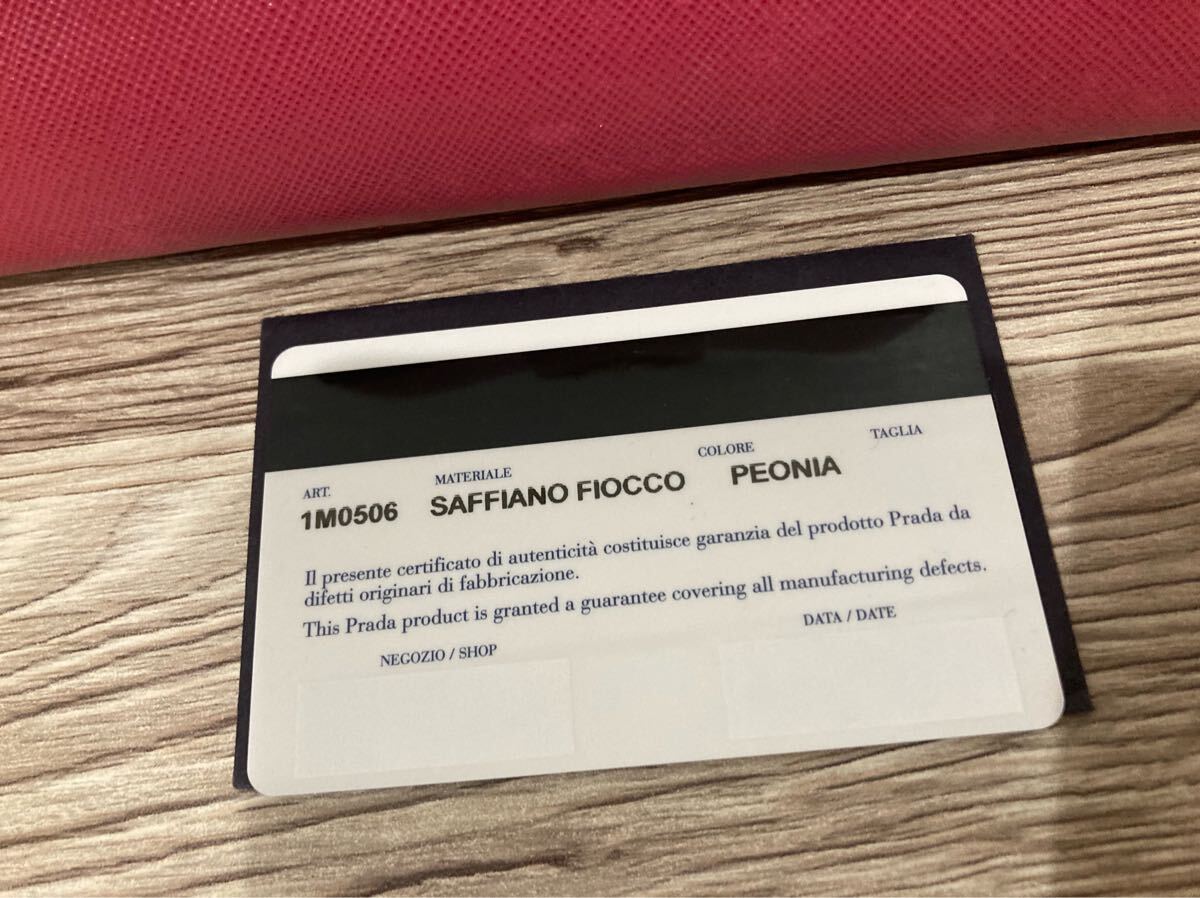 ART. MATERIALE COLORE TAGLIA
1M0506 SAFFIANO FIOCCO PEONIA
Il presente certificato di autenticità costituisce garanzia del prodotto Prada da
difetti originari di fabbricazione.
This Prada product is granted a guarantee covering all manufacturing defects.
NEGOZIO / SHOP DATA / DATE